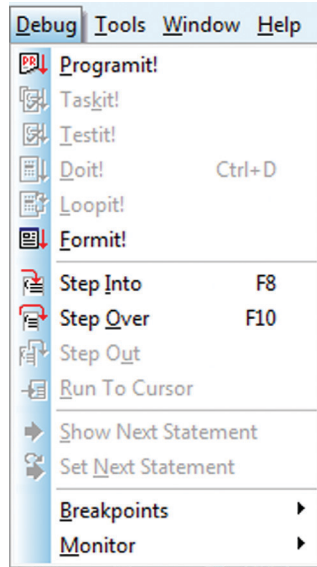 Debug Tools Window Help
Programit!
Taskit!
Testit!
Doit! Ctrl+D
Loopit!
Formit!
Step Into F8
Step Over F10
Step Out
Run To Cursor
Show Next Statement
Set Next Statement
Breakpoints
Monitor